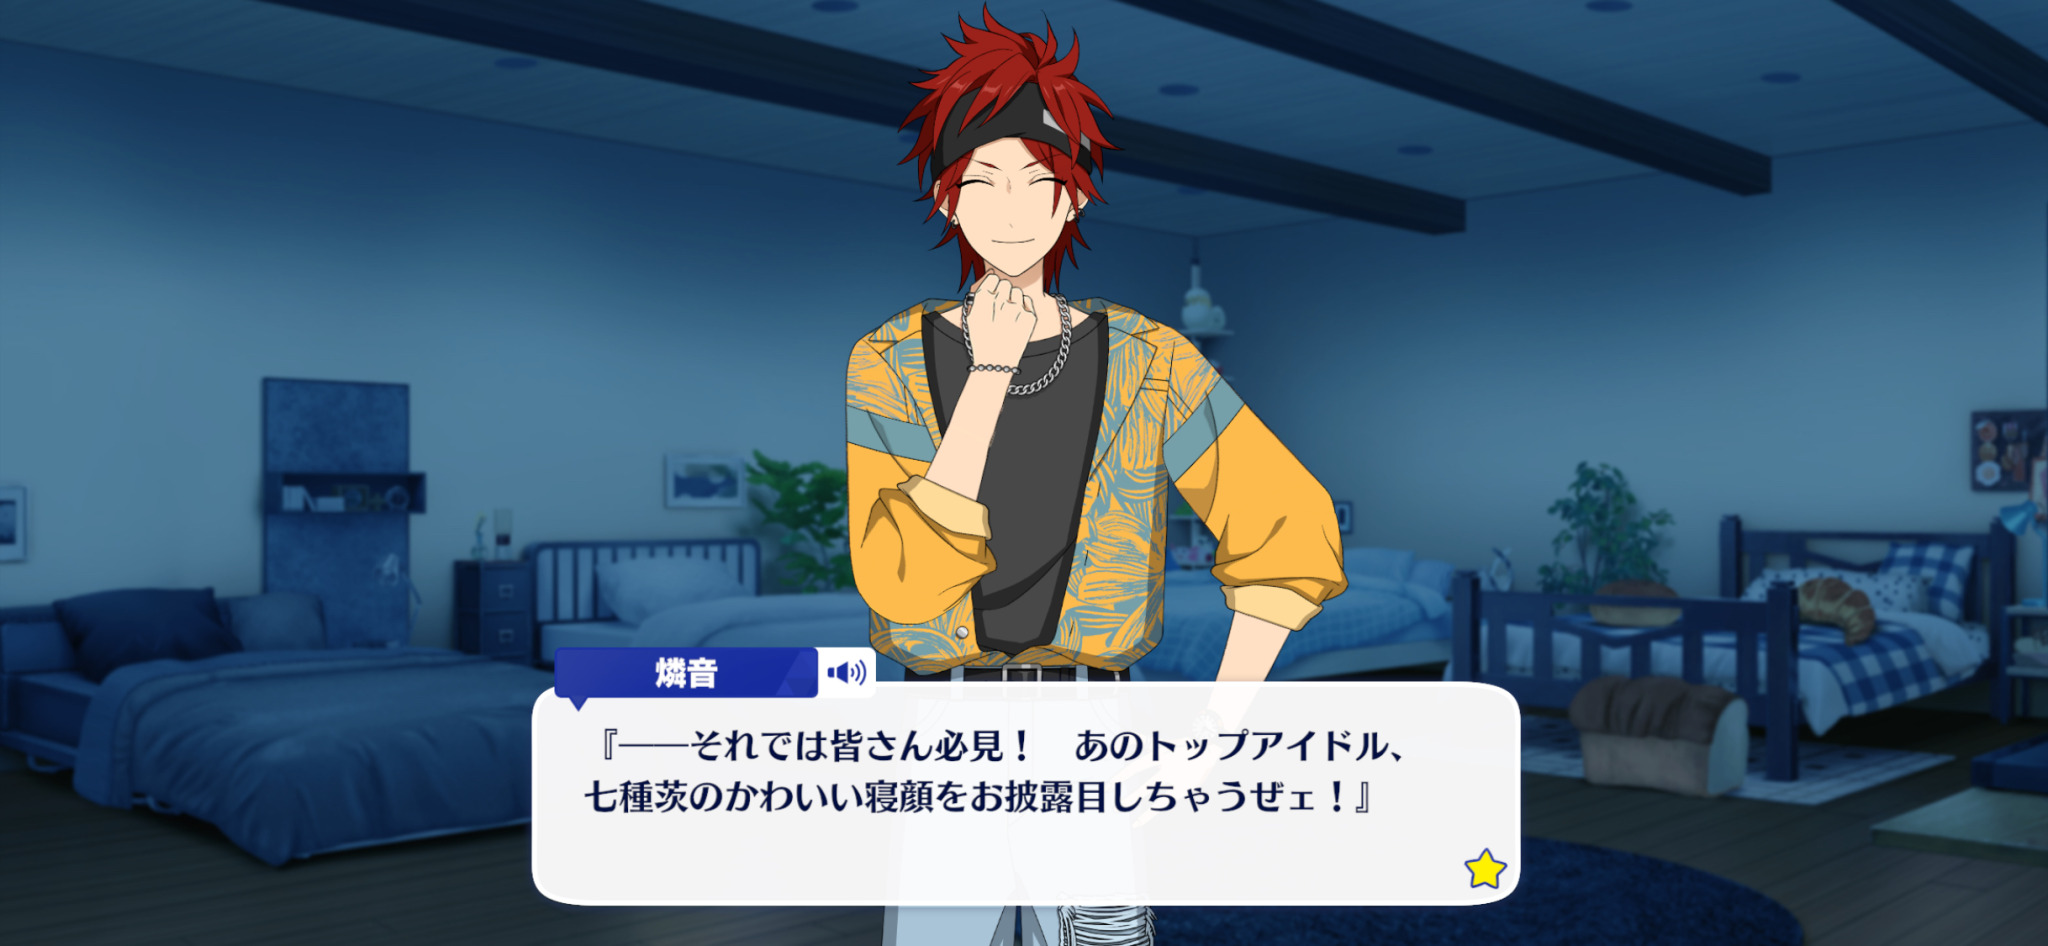 燐音
『――それでは皆さん必見！　あのトップアイドル、
七種茨のかわいい寝顔をお披露目しちゃうぜェ！』